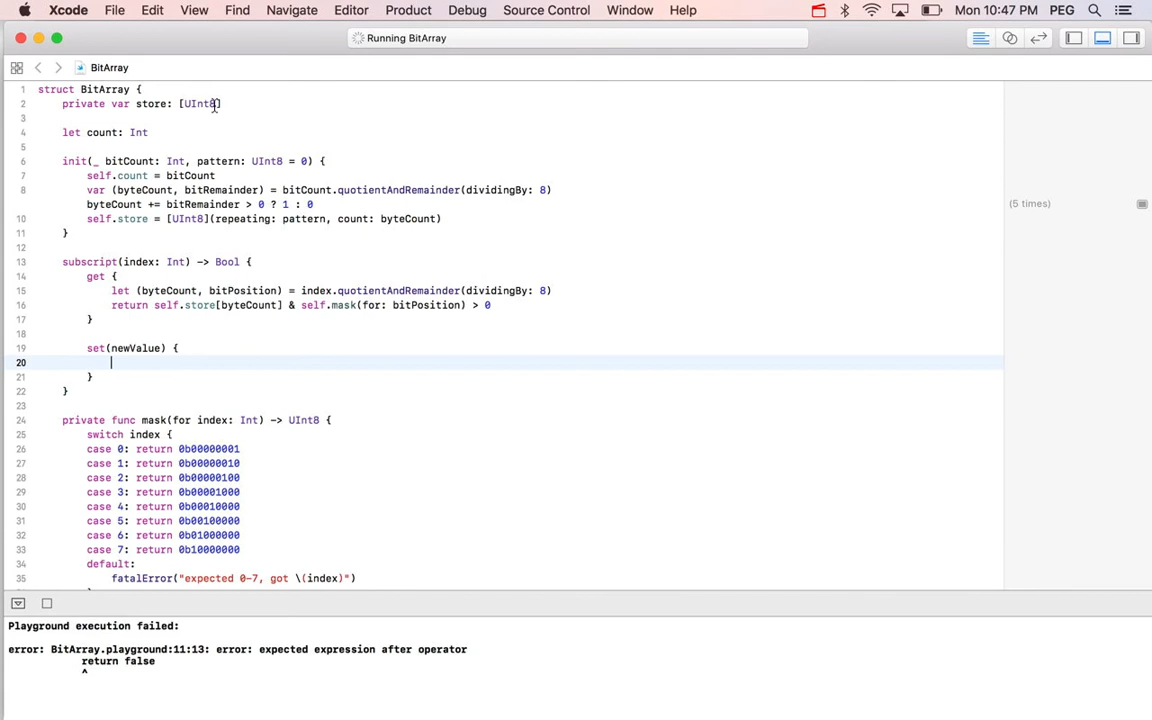 Xcode File Edit View Find Navigate Editor Product Debug Source Control Window Help Mon 10:47 PM PEG
Running BitArray
BitArray
1 struct BitArray {
2 private var store: [UInt8]
3
4 let count: Int
5
6 init(_ bitCount: Int, pattern: UInt8 = 0) {
7 self.count = bitCount
8 var (byteCount, bitRemainder) = bitCount.quotientAndRemainder(dividingBy: 8)
byteCount += bitRemainder > 0 ? 1 : 0 (5 times)
10 self.store = [UInt8](repeating: pattern, count: byteCount)
11 }
12
13 subscript(index: Int) -> Bool {
14 get {
15 let (byteCount, bitPosition) = index.quotientAndRemainder(dividingBy: 8)
16 return self.store[byteCount] & self.mask(for: bitPosition) > 0
17 }
18
19 set(newValue) {
20
21 }
22 }
23
24 private func mask(for index: Int) -> UInt8 {
25 switch index {
26 case 0: return 0b00000001
27 case 1: return 0b00000010
28 case 2: return 0b00000100
29 case 3: return 0b00001000
30 case 4: return 0b00010000
31 case 5: return 0b00100000
32 case 6: return 0b01000000
33 case 7: return 0b10000000
34 default:
35 fatalError("expected 0-7, got \(index)")
Playground execution failed:
error: BitArray.playground:11:13: error: expected expression after operator
return false
^